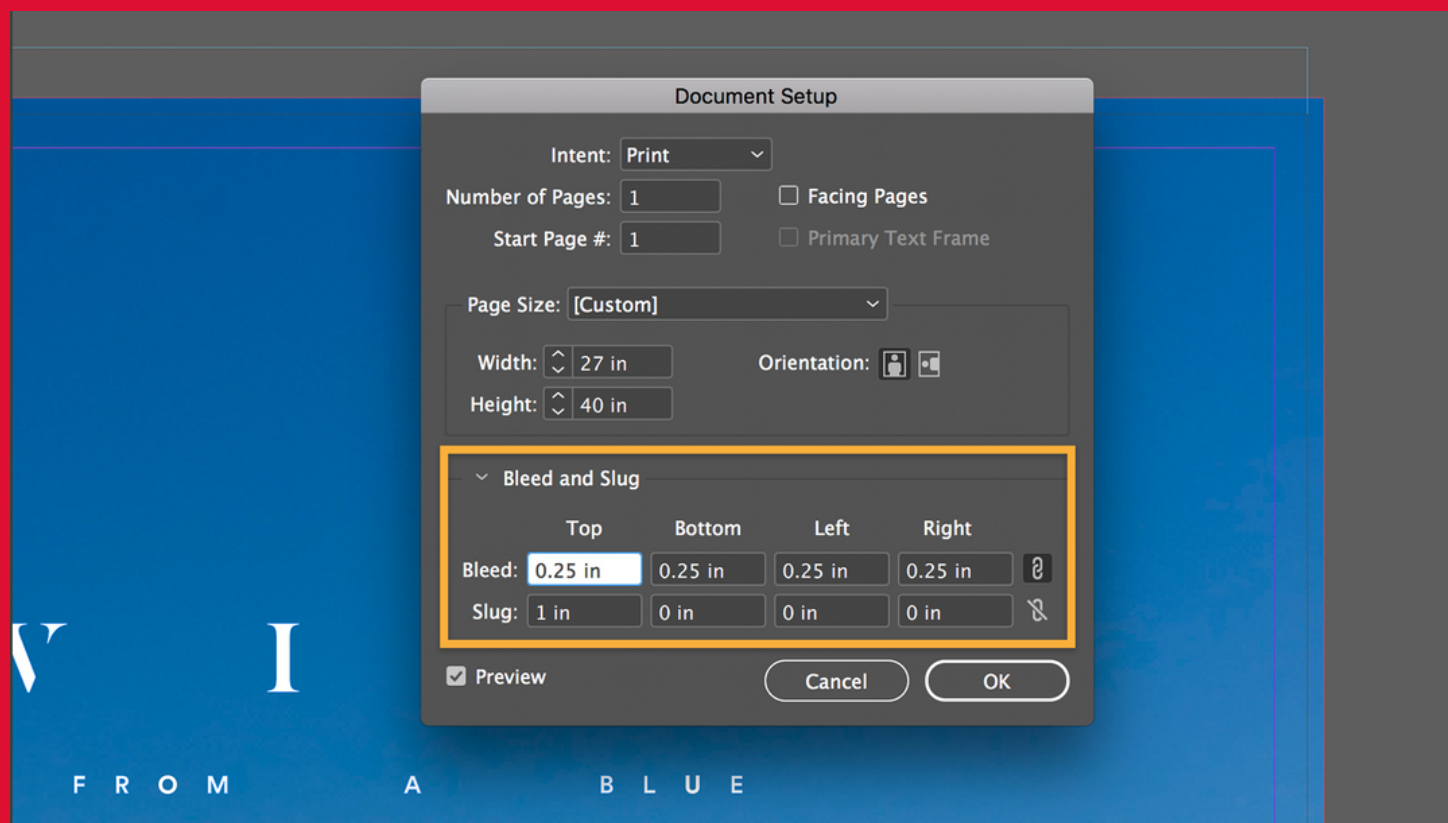 Document Setup
Intent: Print
Number of Pages: 1 Facing Pages
Start Page #: 1 Primary Text Frame
Page Size: [Custom]
Width: 27 in Orientation:
Height: 40 in
Bleed and Slug
Top Bottom Left Right
Bleed: 0.25 in 0.25 in 0.25 in 0.25 in
Slug: 1 in 0 in 0 in 0 in
Preview Cancel OK
V I
FROM A BLUE